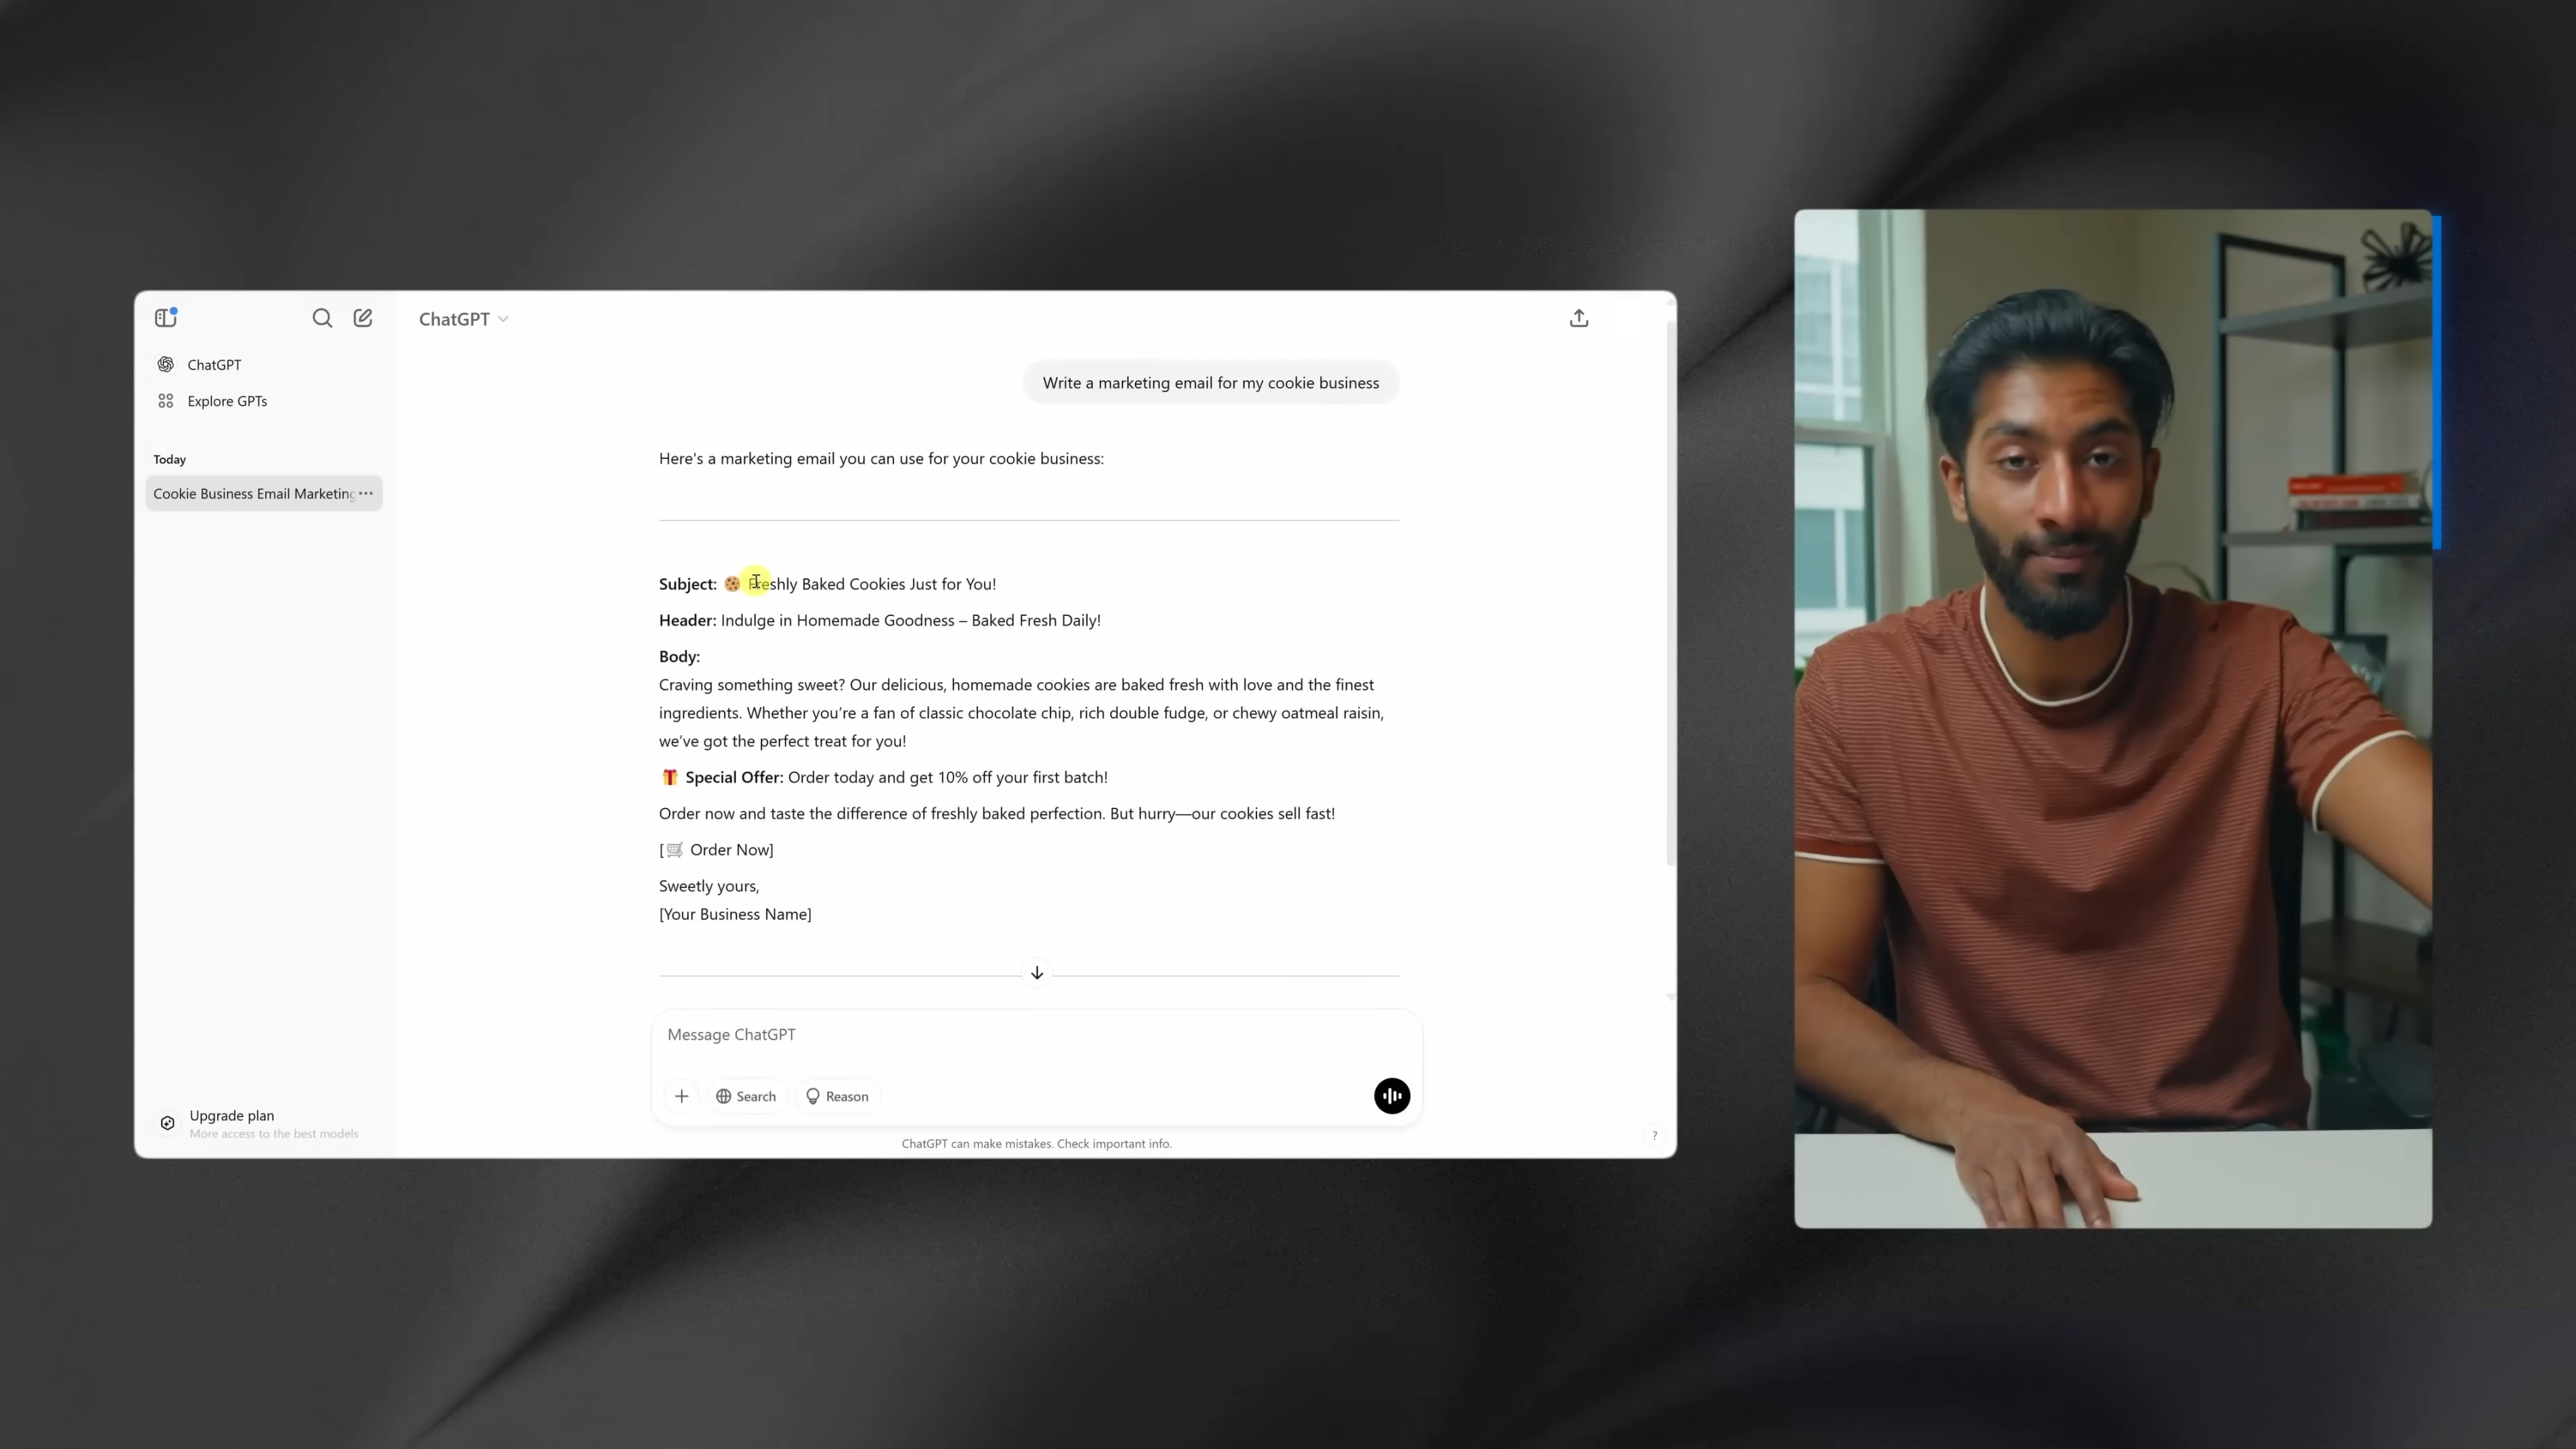 ChatGPT
ChatGPT
Explore GPTs
Today
Cookie Business Email Marketing
Write a marketing email for my cookie business
Here's a marketing email you can use for your cookie business:
Subject: 🍪 Freshly Baked Cookies Just for You!
Header: Indulge in Homemade Goodness – Baked Fresh Daily!
Body:
Craving something sweet? Our delicious, homemade cookies are baked fresh with love and the finest
ingredients. Whether you're a fan of classic chocolate chip, rich double fudge, or chewy oatmeal raisin,
we've got the perfect treat for you!
🎁 Special Offer: Order today and get 10% off your first batch!
Order now and taste the difference of freshly baked perfection. But hurry—our cookies sell fast!
[🛒 Order Now]
Sweetly yours,
[Your Business Name]
Message ChatGPT
Search
Reason
Upgrade plan
More access to the best models
ChatGPT can make mistakes. Check important info.
?